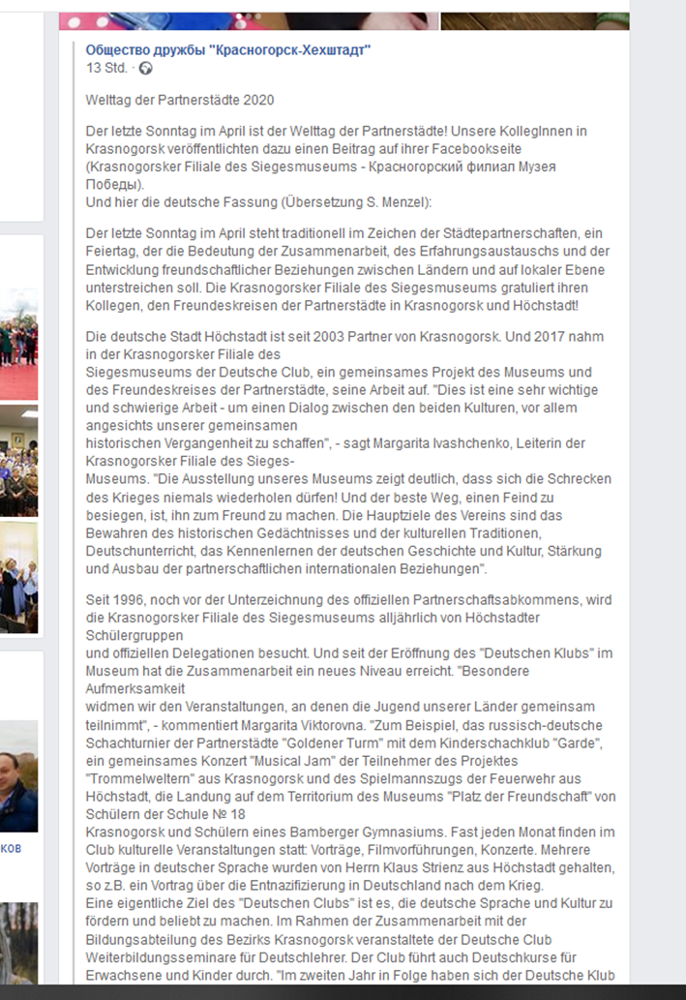 Общество дружбы "Красногорск-Хехштадт"
13 Std. ·
Welttag der Partnerstädte 2020
Der letzte Sonntag im April ist der Welttag der Partnerstädte! Unsere KollegInnen in
Krasnogorsk veröffentlichten dazu einen Beitrag auf ihrer Facebookseite
(Krasnogorsker Filiale des Siegesmuseums - Красногорский филиал Музея
Победы).
Und hier die deutsche Fassung (Übersetzung S. Menzel):
Der letzte Sonntag im April steht traditionell im Zeichen der Städtepartnerschaften, ein
Feiertag, der die Bedeutung der Zusammenarbeit, des Erfahrungsaustauschs und der
Entwicklung freundschaftlicher Beziehungen zwischen Ländern und auf lokaler Ebene
unterstreichen soll. Die Krasnogorsker Filiale des Siegesmuseums gratuliert ihren
Kollegen, den Freundeskreisen der Partnerstädte in Krasnogorsk und Höchstadt!
Die deutsche Stadt Höchstadt ist seit 2003 Partner von Krasnogorsk. Und 2017 nahm
in der Krasnogorsker Filiale des
Siegesmuseums der Deutsche Club, ein gemeinsames Projekt des Museums und
des Freundeskreises der Partnerstädte, seine Arbeit auf. "Dies ist eine sehr wichtige
und schwierige Arbeit - um einen Dialog zwischen den beiden Kulturen, vor allem
angesichts unserer gemeinsamen
historischen Vergangenheit zu schaffen", - sagt Margarita Ivashchenko, Leiterin der
Krasnogorsker Filiale des Sieges-
Museums. "Die Ausstellung unseres Museums zeigt deutlich, dass sich die Schrecken
des Krieges niemals wiederholen dürfen! Und der beste Weg, einen Feind zu
besiegen, ist, ihn zum Freund zu machen. Die Hauptziele des Vereins sind das
Bewahren des historischen Gedächtnisses und der kulturellen Traditionen,
Deutschunterricht, das Kennenlernen der deutschen Geschichte und Kultur, Stärkung
und Ausbau der partnerschaftlichen internationalen Beziehungen".
Seit 1996, noch vor der Unterzeichnung des offiziellen Partnerschaftsabkommens, wird
die Krasnogorsker Filiale des Siegesmuseums alljährlich von Höchstadter
Schülergruppen
und offiziellen Delegationen besucht. Und seit der Eröffnung des "Deutschen Klubs" im
Museum hat die Zusammenarbeit ein neues Niveau erreicht. "Besondere
Aufmerksamkeit
widmen wir den Veranstaltungen, an denen die Jugend unserer Länder gemeinsam
teilnimmt", - kommentiert Margarita Viktorovna. "Zum Beispiel, das russisch-deutsche
Schachturnier der Partnerstädte "Goldener Turm" mit dem Kinderschachklub "Garde",
ein gemeinsames Konzert "Musical Jam" der Teilnehmer des Projektes
"Trommelweltern" aus Krasnogorsk und des Spielmannszugs der Feuerwehr aus
Höchstadt, die Landung auf dem Territorium des Museums "Platz der Freundschaft" von
Schülern der Schule № 18
Krasnogorsk und Schülern eines Bamberger Gymnasiums. Fast jeden Monat finden im
Club kulturelle Veranstaltungen statt: Vorträge, Filmvorführungen, Konzerte. Mehrere
Vorträge in deutscher Sprache wurden von Herrn Klaus Strienz aus Höchstadt gehalten,
so z.B. ein Vortrag über die Entnazifizierung in Deutschland nach dem Krieg.
Eine eigentliche Ziel des "Deutschen Clubs" ist es, die deutsche Sprache und Kultur zu
fördern und beliebt zu machen. Im Rahmen der Zusammenarbeit mit der
Bildungsabteilung des Bezirks Krasnogorsk veranstaltete der Deutsche Club
Weiterbildungsseminare für Deutschlehrer. Der Club führt auch Deutschkurse für
Erwachsene und Kinder durch. "Im zweiten Jahr in Folge haben sich der Deutsche Klub
ков